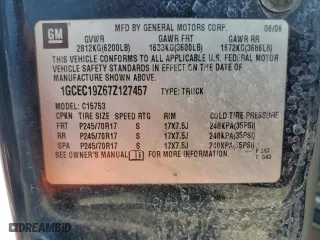 GM
MFD BY GENERAL MOTORS CORP. 06/06
GVWR GAWR FRT GAWR RR
2812KG(6200LB) 1633KG(3600LB) 1672KG(3686LB)
THIS VEHICLE CONFORMS TO ALL APPLICABLE U.S. FEDERAL MOTOR
VEHICLE SAFETY STANDARDS IN EFFECT ON THE DATE OF
MANUFACTURE SHOWN ABOVE.
1GCEC19Z67Z127457 TYPE: TRUCK
C15753
CPKN TIRE SIZE SPEED RTG RIM COLD TIRE PRESSURE
FRT P245/70R17 S 17X7.5J 240KPA(35PSI)
RR P245/70R17 S 17X7.5J 240KPA(35PSI)
SPA P245/70R17 S 17X7.5J 240KPA(35PSI)
SEE OWNER'S MANUAL FOR MORE INFORMATION.